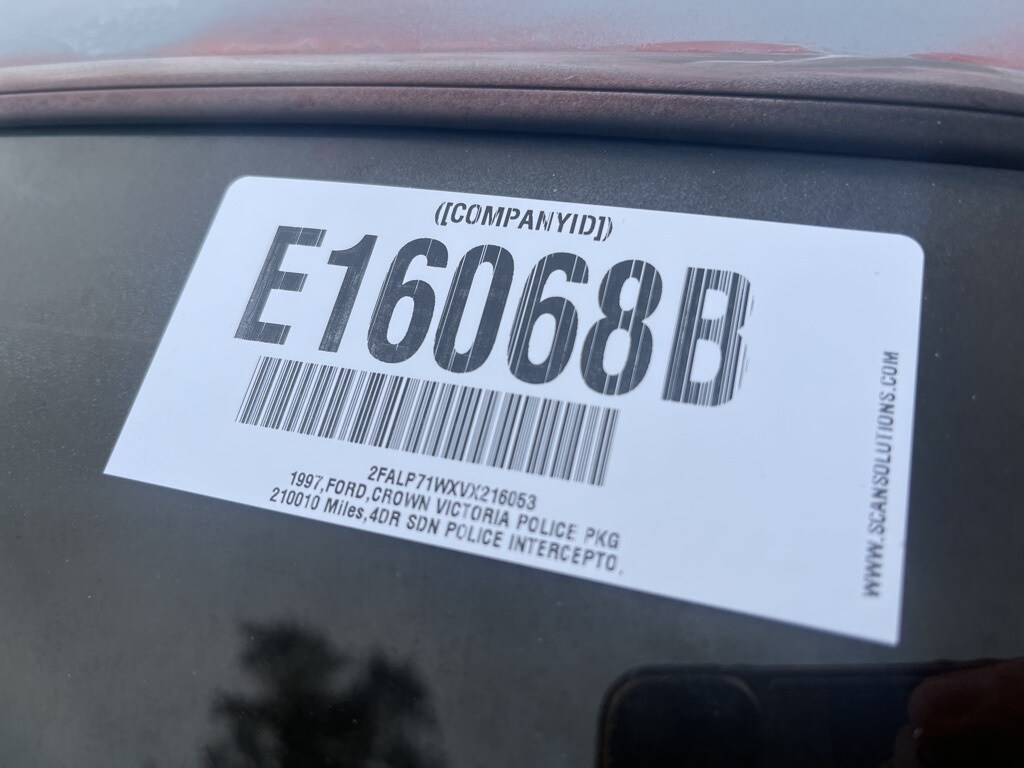 ([COMPANYID])
E16068B
2FALP71WXVX216053
1997,FORD,CROWN VICTORIA POLICE PKG
210010 Miles,4DR SDN POLICE INTERCEPTO,
WWW.SCANSOLUTIONS.COM